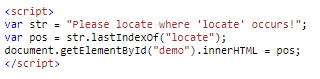 <script>
var str = "Please locate where 'locate' occurs!";
var pos = str.lastIndexOf("locate");
document.getElementById("demo").innerHTML = pos;
</script>